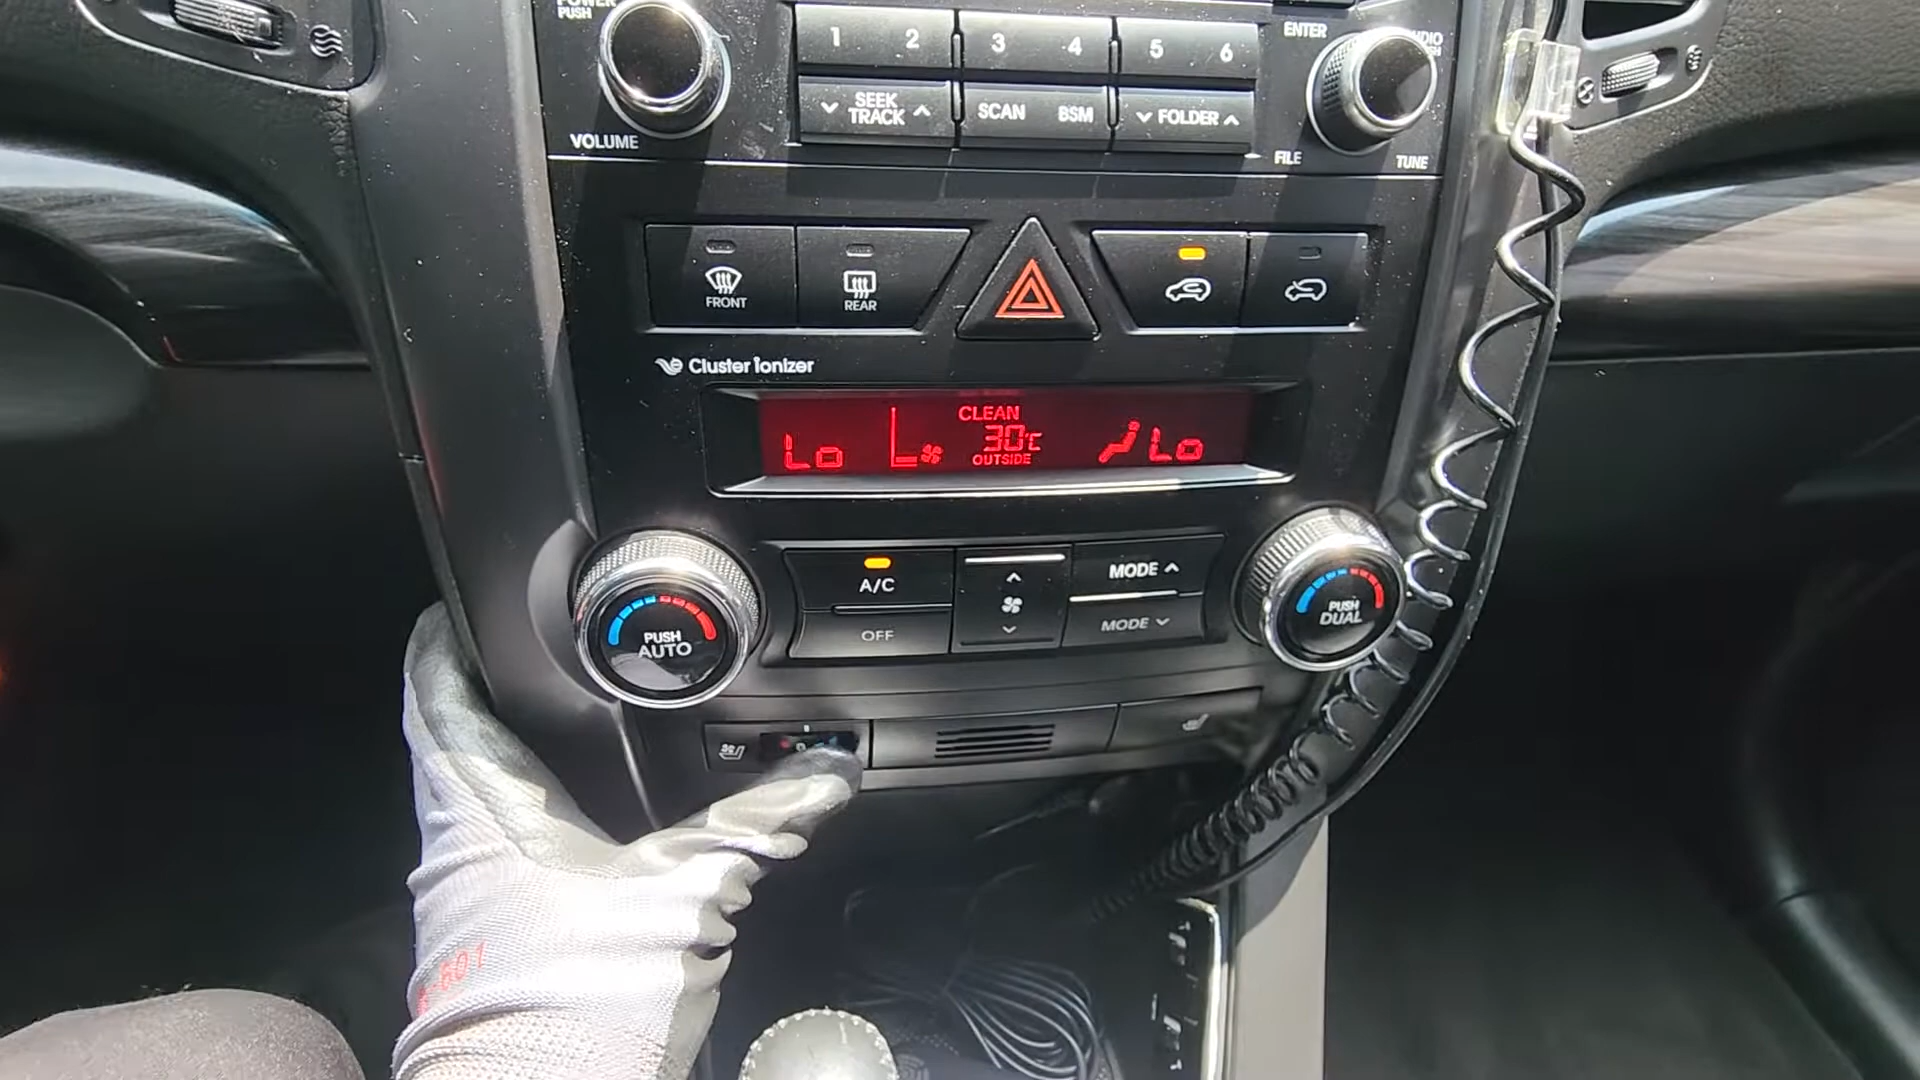 POWER
PUSH
VOLUME
1 2 3 4 5 6
SEEK
TRACK
SCAN
BSM
FOLDER
ENTER
FILE
TUNE
FRONT
REAR
Cluster ionizer
CLEAN
Lo
30°C
OUTSIDE
Lo
PUSH
AUTO
A/C
OFF
MODE
MODE
PUSH
DUAL